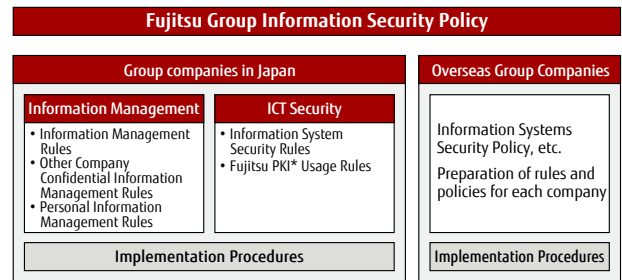 Fujitsu Group Information Security Policy
Group companies in Japan
Information Management
• Information Management
Rules
• Other Company
Confidential Information
Management Rules
• Personal Information
Management Rules
ICT Security
• Information System
Security Rules
• Fujitsu PKI* Usage Rules
Implementation Procedures
Overseas Group Companies
Information Systems
Security Policy, etc.
Preparation of rules and
policies for each company
Implementation Procedures